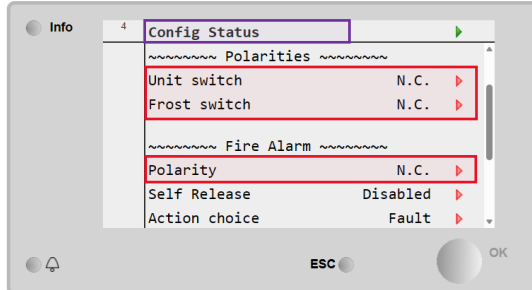 Info
4
Config Status
~~~~~~~~ Polarities ~~~~~~~~
Unit switch N.C.
Frost switch N.C.
~~~~~~~~ Fire Alarm ~~~~~~~~
Polarity N.C.
Self Release Disabled
Action choice Fault
ESC
OK